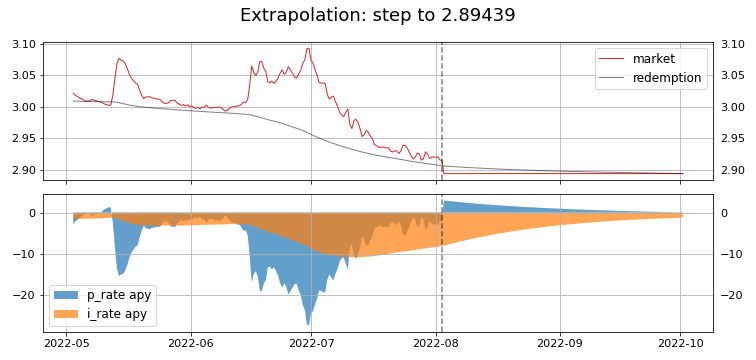 Extrapolation: step to 2.89439
3.10 3.10
3.05 3.05
3.00 3.00
2.95 2.95
2.90 2.90
market
redemption
0 0
−10 −10
−20 −20
p_rate apy
i_rate apy
2022-05 2022-06 2022-07 2022-08 2022-09 2022-10